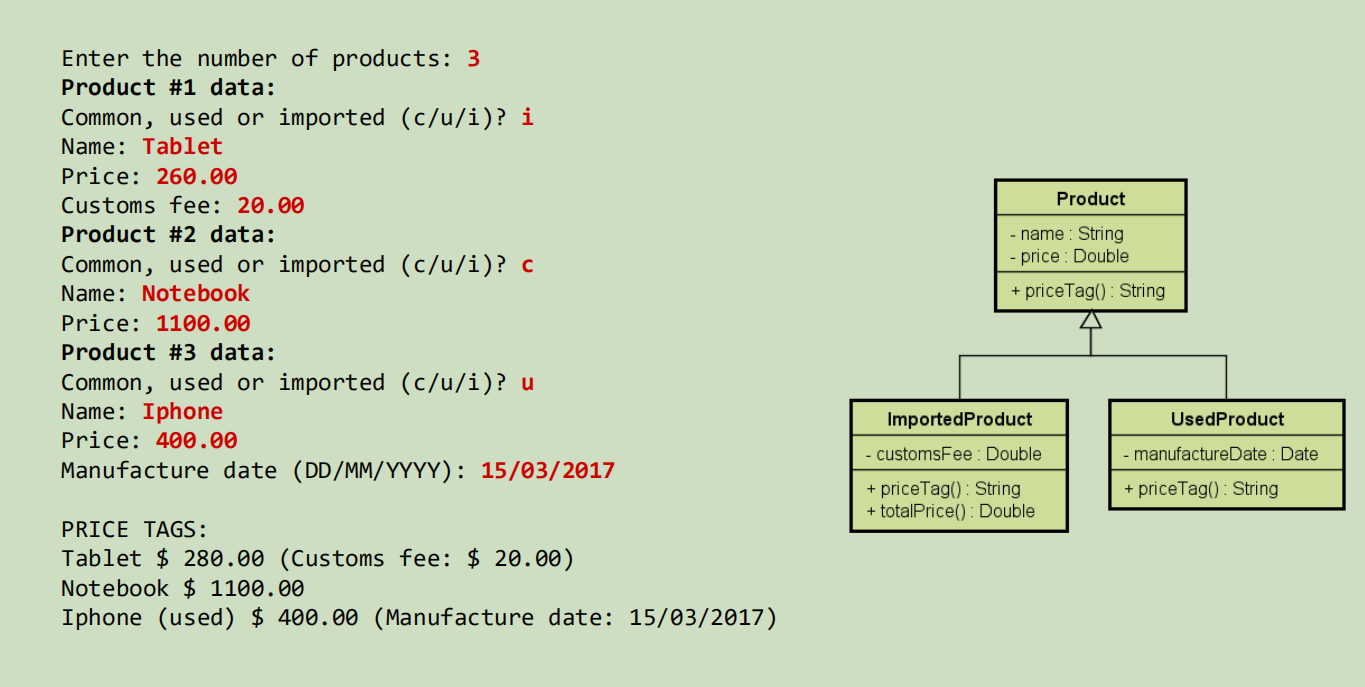 Enter the number of products: 3
Product #1 data:
Common, used or imported (c/u/i)? i
Name: Tablet
Price: 260.00
Customs fee: 20.00
Product #2 data:
Common, used or imported (c/u/i)? c
Name: Notebook
Price: 1100.00
Product #3 data:
Common, used or imported (c/u/i)? u
Name: Iphone
Price: 400.00
Manufacture date (DD/MM/YYYY): 15/03/2017
PRICE TAGS:
Tablet $ 280.00 (Customs fee: $ 20.00)
Notebook $ 1100.00
Iphone (used) $ 400.00 (Manufacture date: 15/03/2017)
Product
- name : String
- price : Double
+ priceTag() : String
ImportedProduct
- customsFee : Double
+ priceTag() : String
+ totalPrice() : Double
UsedProduct
- manufactureDate : Date
+ priceTag() : String